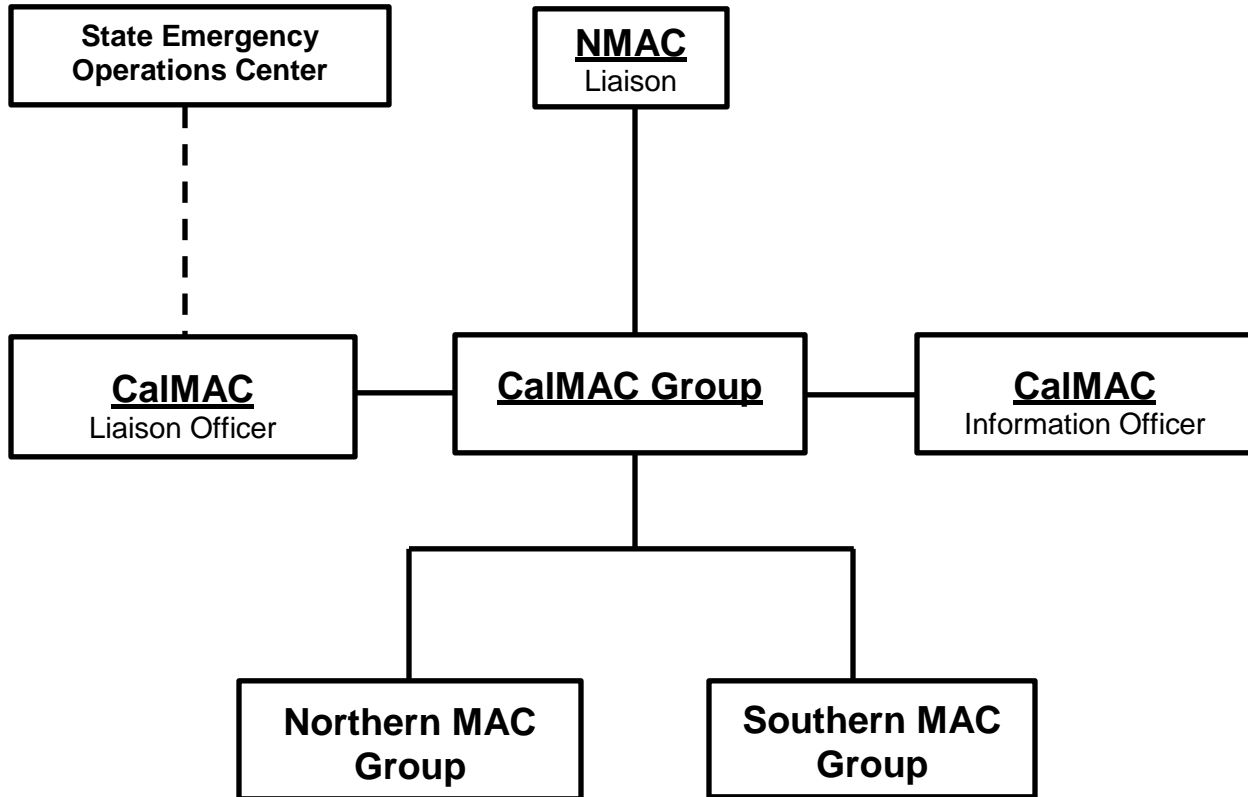 State Emergency
Operations Center
NMAC
Liaison
CalMAC
Liaison Officer
CalMAC Group
CalMAC
Information Officer
Northern MAC
Group
Southern MAC
Group